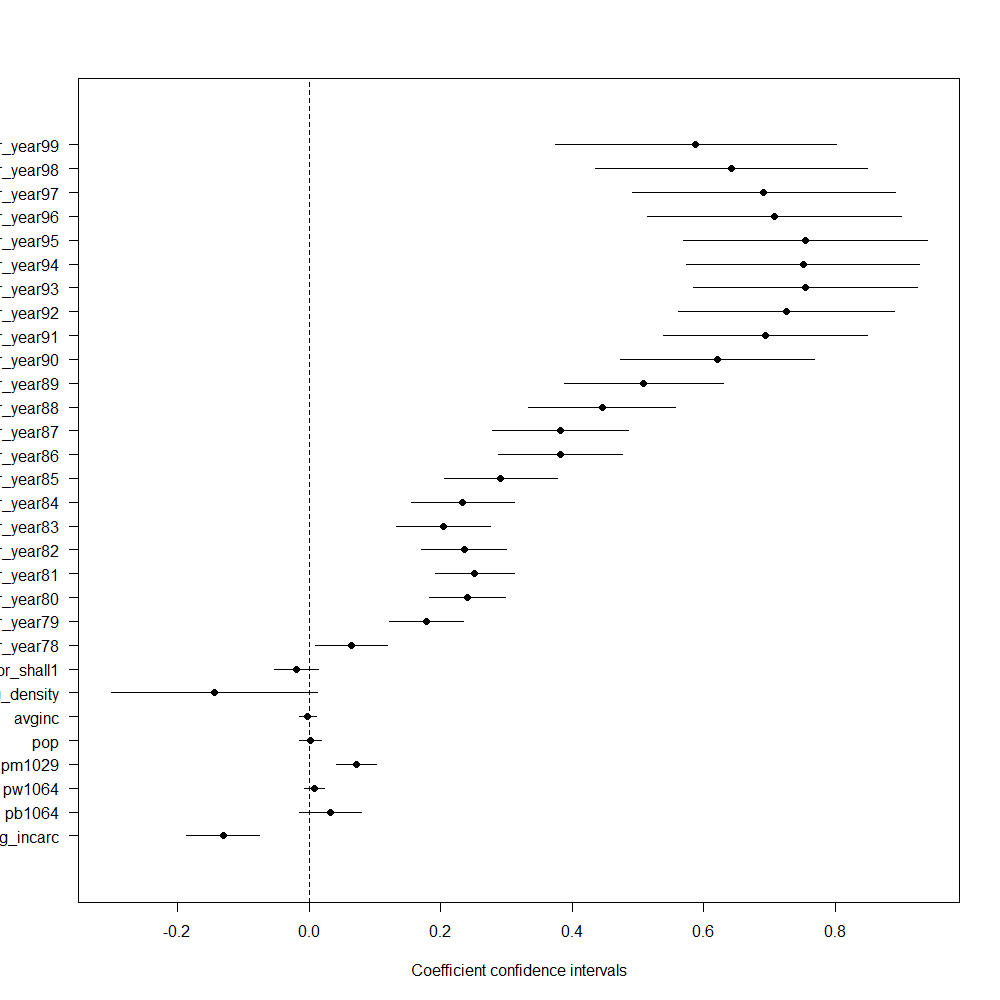 r_year99
r_year98
r_year97
r_year96
r_year95
r_year94
r_year93
r_year92
r_year91
r_year90
r_year89
r_year88
r_year87
r_year86
r_year85
r_year84
r_year83
r_year82
r_year81
r_year80
r_year79
r_year78
or_shall1
_density
avginc
pop
pm1029
pw1064
pb1064
g_incarc
-0.2 0.0 0.2 0.4 0.6 0.8
Coefficient confidence intervals